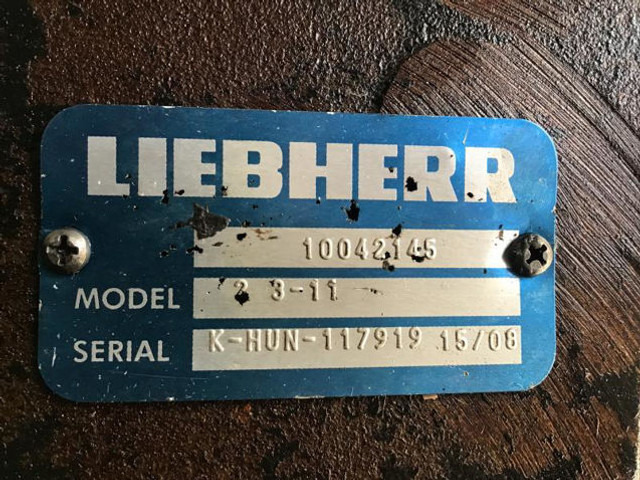 LIEBHERR
10042145
MODEL 2 3-11
SERIAL K-HUN-117919 15/08